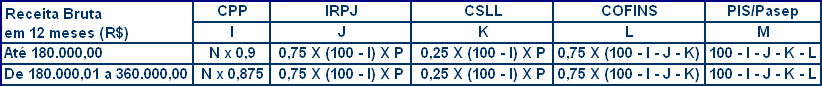 Receita Bruta em 12 meses (R$) CPP IRPJ CSLL COFINS PIS/Pasep
I J K L M
Até 180.000,00 N x 0,9 0,75 X (100 - I) X P 0,25 X (100 - I) X P 0,75 X (100 - I - J - K) 100 - I - J - K - L
De 180.000,01 a 360.000,00 N x 0,875 0,75 X (100 - I) X P 0,25 X (100 - I) X P 0,75 X (100 - I - J - K) 100 - I - J - K - L